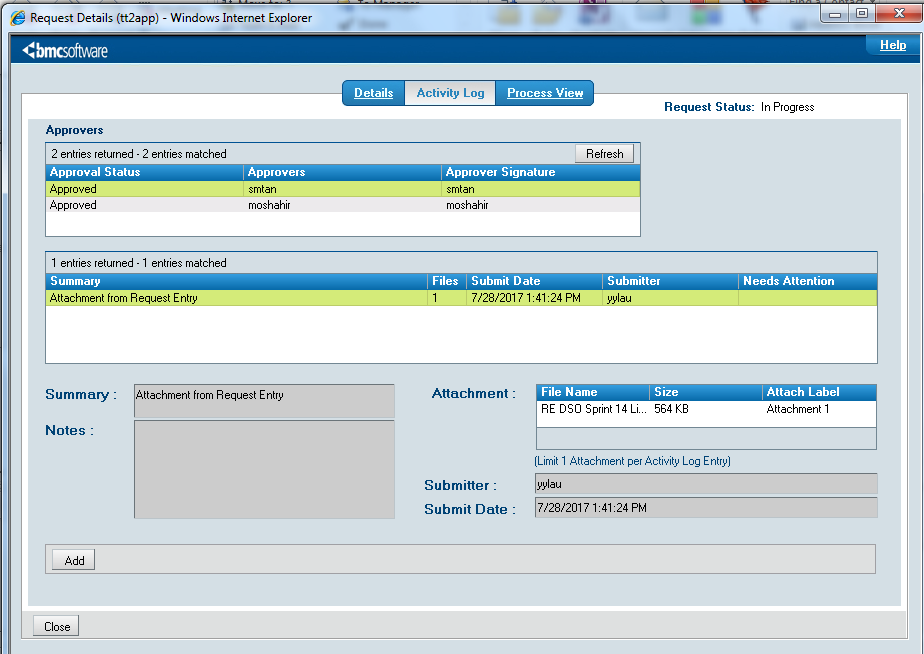 Request Details (tt2app) - Windows Internet Explorer
bmcsoftware
Help
Details Activity Log Process View
Request Status: In Progress
Approvers
2 entries returned - 2 entries matched Refresh
Approval Status Approvers Approver Signature
Approved smtan smtan
Approved moshahir moshahir
1 entries returned - 1 entries matched
Summary Files Submit Date Submitter Needs Attention
Attachment from Request Entry 1 7/28/2017 1:41:24 PM yylau
Summary : Attachment from Request Entry
Notes :
Attachment : File Name Size Attach Label
RE DSO Sprint 14 Li... 564 KB Attachment 1
(Limit 1 Attachment per Activity Log Entry)
Submitter : yylau
Submit Date : 7/28/2017 1:41:24 PM
Add
Close